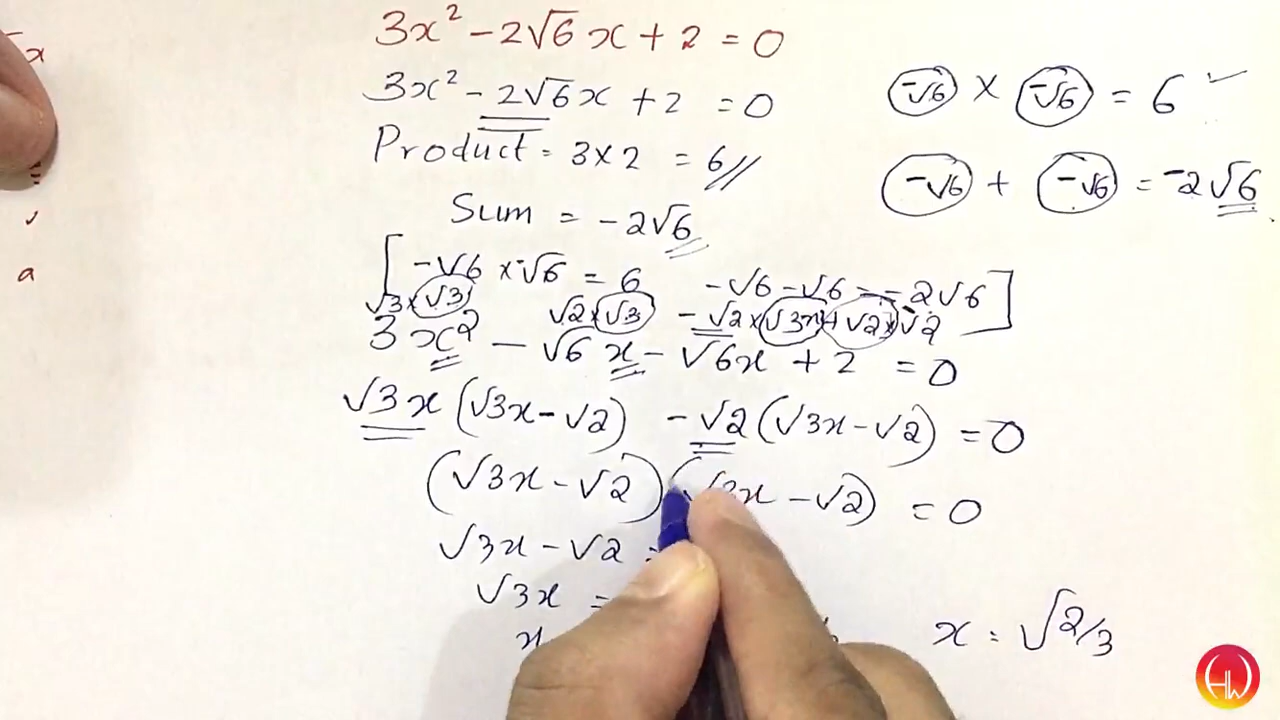 3x² - 2√6 x + 2 = 0
3x² - 2√6x + 2 = 0
-√6 × -√6 = 6 ✓
Product = 3×2 = 6//
-√6 + -√6 = -2√6
Sum = -2√6
[ -√6 × -√6 = 6 -√6 -√6 = -2√6 ]
√3×√3 √2×√3 -√2×√3x + √2×√2
3x² - √6x - √6x + 2 = 0
√3x (√3x - √2) - √2 (√3x - √2) = 0
(√3x - √2) (√3x - √2) = 0
√3x - √2 =
√3x =
x
x = √2/3
x
✓
a
HW